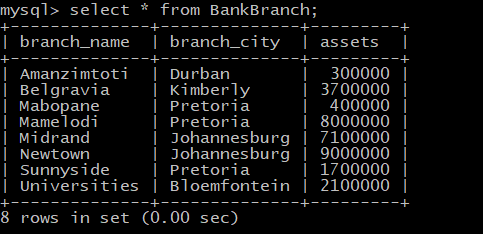 mysql> select * from BankBranch;
+--------------+--------------+---------+
| branch_name  | branch_city  | assets  |
+--------------+--------------+---------+
| Amanzimtoti  | Durban       |  300000 |
| Belgravia    | Kimberly     | 3700000 |
| Mabopane     | Pretoria     |  400000 |
| Mamelodi     | Pretoria     | 8000000 |
| Midrand      | Johannesburg | 7100000 |
| Newtown      | Johannesburg | 9000000 |
| Sunnyside    | Pretoria     | 1700000 |
| Universities | Bloemfontein | 2100000 |
+--------------+--------------+---------+
8 rows in set (0.00 sec)